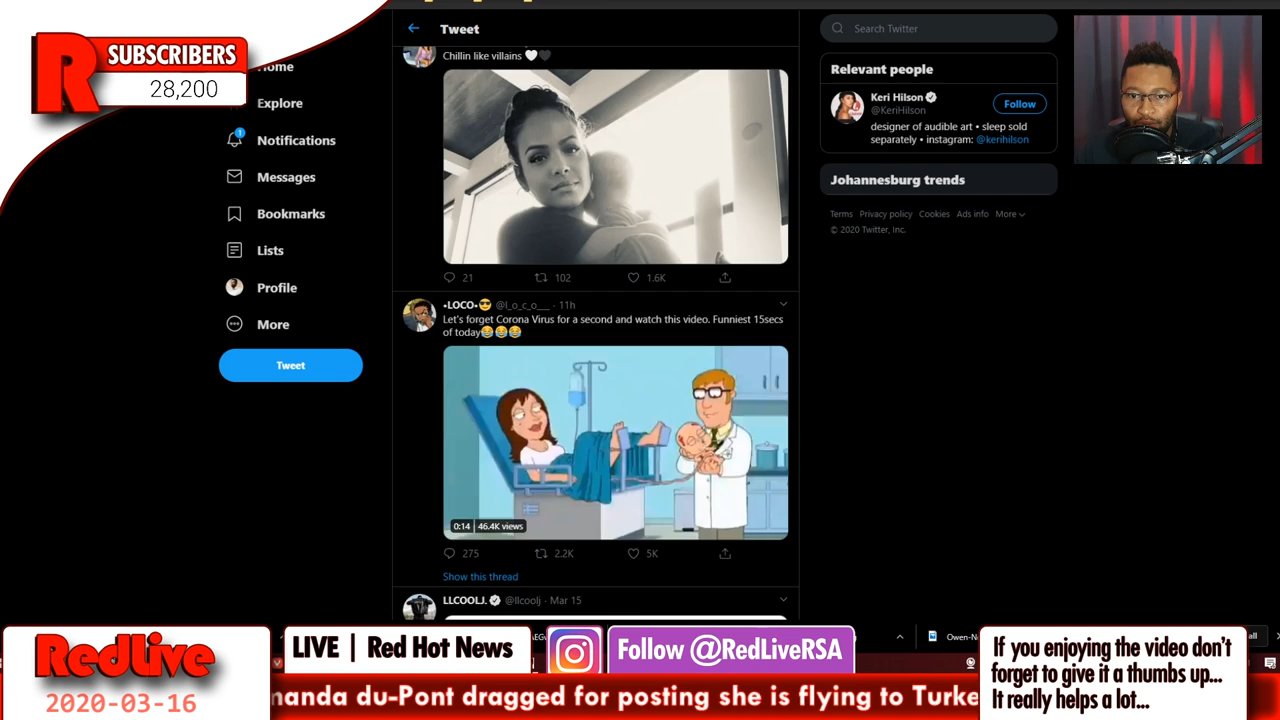 R SUBSCRIBERS
28,200
Home
Explore
1
Notifications
Messages
Bookmarks
Lists
Profile
More
Tweet
Tweet
Chillin like villains 🤍🖤
21 102 1.6K
•LOCO•😎 @l_o_c_o___ · 11h
Let's forget Corona Virus for a second and watch this video. Funniest 15secs
of today😂😂😂
0:14 46.4K views
275 2.2K 5K
Show this thread
LLCOOLJ. @llcoolj · Mar 15
Search Twitter
Relevant people
Keri Hilson
@KeriHilson
Follow
designer of audible art • sleep sold
separately • instagram: @kerihilson
Johannesburg trends
Terms Privacy policy Cookies Ads info More
© 2020 Twitter, Inc.
RedLive
2020-03-16
LIVE | Red Hot News
Follow @RedLiveRSA
manda du-Pont dragged for posting she is flying to Turke
If you enjoying the video don't
forget to give it a thumbs up...
It really helps a lot...